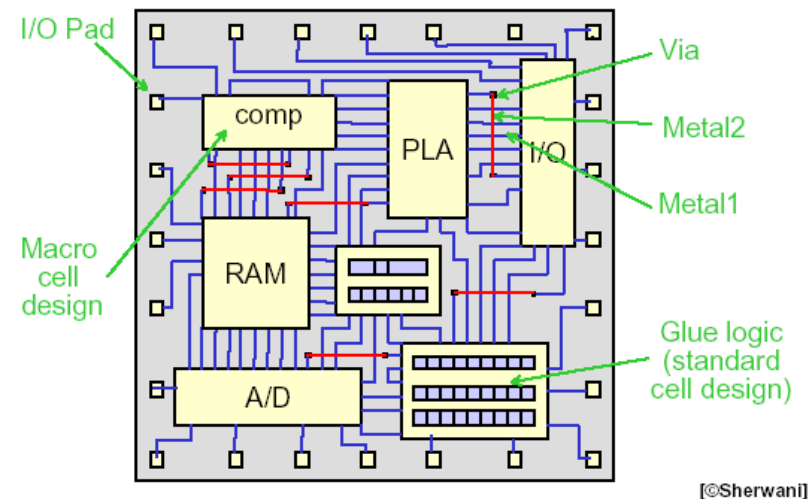 I/O Pad
Via
comp
Metal2
PLA
I/O
Metal1
Macro
cell
design
RAM
Glue logic
(standard
cell design)
A/D
[©Sherwani]